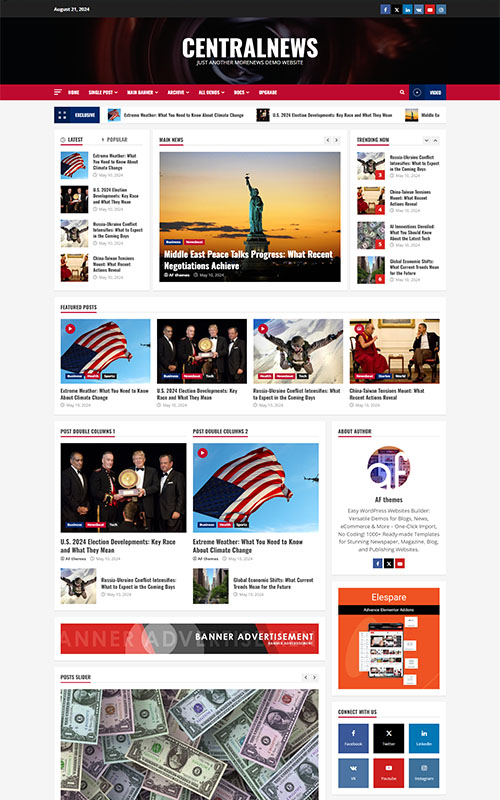 August 21, 2024
CENTRALNEWS
JUST ANOTHER MORENEWS DEMO WEBSITE
HOME SINGLE POST MAIN BANNER ARCHIVE ALL DEMOS DOCS UPGRADE VIDEO
EXCLUSIVE Extreme Weather: What You Need to Know About Climate Change U.S. 2024 Election Developments: Key Race and What They Mean Middle Ea
LATEST POPULAR
Extreme Weather: What
You Need to Know About
Climate Change
May 10, 2024
U.S. 2024 Election
Developments: Key Race
and What They Mean
May 10, 2024
Russia-Ukraine Conflict
Intensifies: What to Expect
in the Coming Days
May 10, 2024
China-Taiwan Tensions
Mount: What Recent
Actions Reveal
May 10, 2024
MAIN NEWS
Business Newsbeat
Middle East Peace Talks Progress: What Recent
Negotiations Achieve
AF themes May 10, 2024
TRENDING NOW
Russia-Ukraine Conflict
Intensifies: What to Expect
in the Coming Days
May 10, 2024
3
China-Taiwan Tensions
Mount: What Recent
Actions Reveal
May 10, 2024
4
AI Innovations Unveiled:
What You Should Know
About the Latest Tech
May 10, 2024
5
Global Economic Shifts:
What Current Trends Mean
for the Future
May 10, 2024
6
FEATURED POSTS
Business Health Sports
Extreme Weather: What You Need to Know
About Climate Change
May 10, 2024
Business Newsbeat Tech
U.S. 2024 Election Developments: Key
Race and What They Mean
May 10, 2024
Health Newsbeat Tech
Russia-Ukraine Conflict Intensifies: What
to Expect in the Coming Days
May 10, 2024
Newsbeat Stories World
China-Taiwan Tensions Mount: What
Recent Actions Reveal
May 10, 2024
POST DOUBLE COLUMNS 1
Business Newsbeat Tech
U.S. 2024 Election Developments: Key Race
and What They Mean
AF themes May 10, 2024
Russia-Ukraine Conflict Intensifies:
What to Expect in the Coming Days
May 10, 2024
POST DOUBLE COLUMNS 2
Business Health Sports
Extreme Weather: What You Need to Know
About Climate Change
AF themes May 10, 2024
Global Economic Shifts: What Current
Trends Mean for the Future
May 10, 2024
ABOUT AUTHOR
AF
AF themes
Easy WordPress Websites Builder:
Versatile Demos for Blogs, News,
eCommerce & More – One-Click Import,
No Coding! 1000+ Ready-made Templates
for Stunning Newspaper, Magazine, Blog,
and Publishing Websites.
BANNER ADVERTISEMENT
Elespare
Advance Elementor Addons
POSTS SLIDER
CONNECT WITH US
Facebook Twitter Linkedin
VK Youtube Instagram